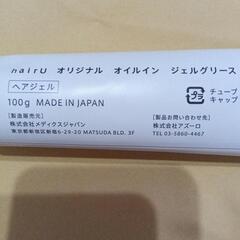 hairU オリジナル オイルイン ジェルグリース
ヘアジェル
100g MADE IN JAPAN
【製造販売元】
株式会社メディクスジャパン
東京都新宿区新宿6-29-20 MATSUDA BLD. 3F
プラ
チューブ
キャップ
【製品お問い合わせ先】
株式会社アズーロ
TEL 03-5860-4467